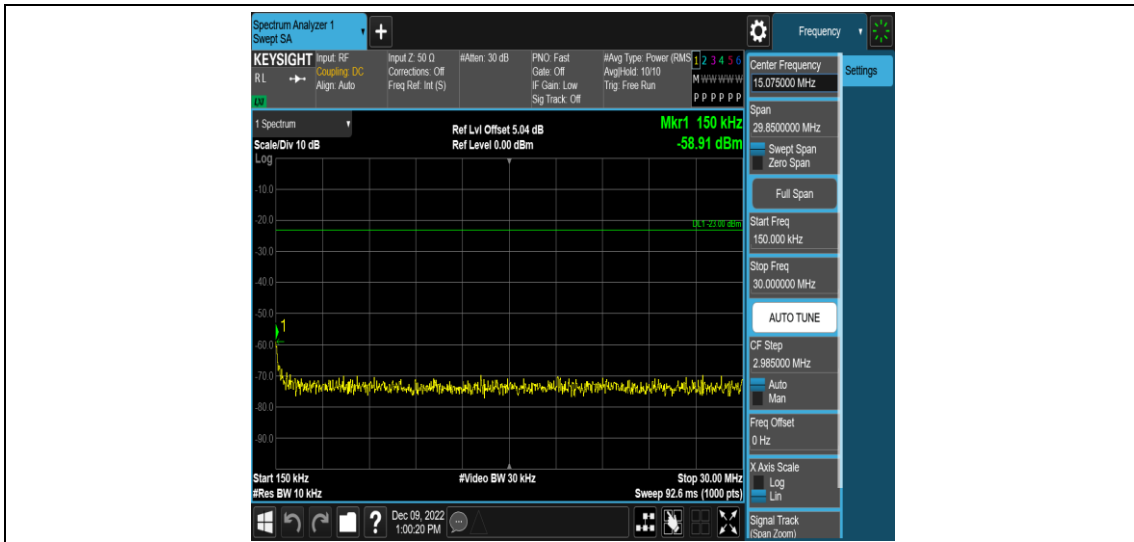 Spectrum Analyzer 1
Swept SA
+
Frequency
KEYSIGHT
RL
LM
Input: RF
Coupling: DC
Align: Auto
Input Z: 50 Ω
Corrections: Off
Freq Ref: Int (S)
#Atten: 30 dB
PNO: Fast
Gate: Off
IF Gain: Low
Sig Track: Off
#Avg Type: Power (RMS
Avg|Hold: 10/10
Trig: Free Run
1 2 3 4 5 6
M W W W W W
P P P P P P
1 Spectrum
Scale/Div 10 dB
Log
Ref Lvl Offset 5.04 dB
Ref Level 0.00 dBm
Mkr1 150 kHz
-58.91 dBm
-10.0
-20.0
DL1 -23.00 dBm
-30.0
-40.0
-50.0
1
-60.0
-70.0
-80.0
-90.0
Start 150 kHz
#Res BW 10 kHz
#Video BW 30 kHz
Stop 30.00 MHz
Sweep 92.6 ms (1000 pts)
Dec 09, 2022
1:00:20 PM
?
Center Frequency
15.075000 MHz
Settings
Span
29.8500000 MHz
Swept Span
Zero Span
Full Span
Start Freq
150.000 kHz
Stop Freq
30.000000 MHz
AUTO TUNE
CF Step
2.985000 MHz
Auto
Man
Freq Offset
0 Hz
X Axis Scale
Log
Lin
Signal Track
(Span Zoom)